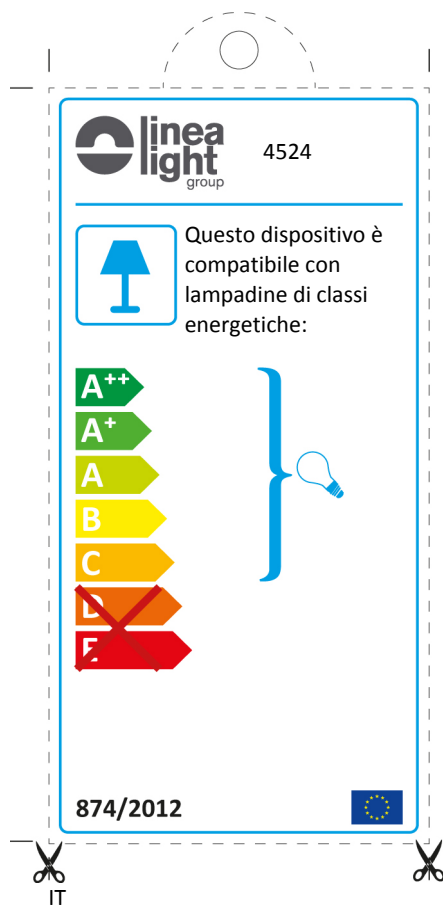 linea
light
group
4524
Questo dispositivo è
compatibile con
lampadine di classi
energetiche:
A++
A+
A
B
C
D
E
874/2012
IT